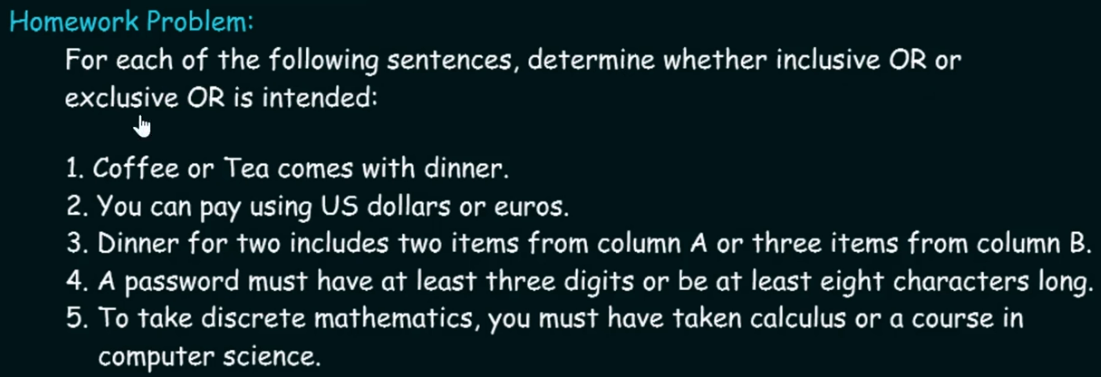 Homework Problem:
For each of the following sentences, determine whether inclusive OR or
exclusive OR is intended:
1. Coffee or Tea comes with dinner.
2. You can pay using US dollars or euros.
3. Dinner for two includes two items from column A or three items from column B.
4. A password must have at least three digits or be at least eight characters long.
5. To take discrete mathematics, you must have taken calculus or a course in
computer science.